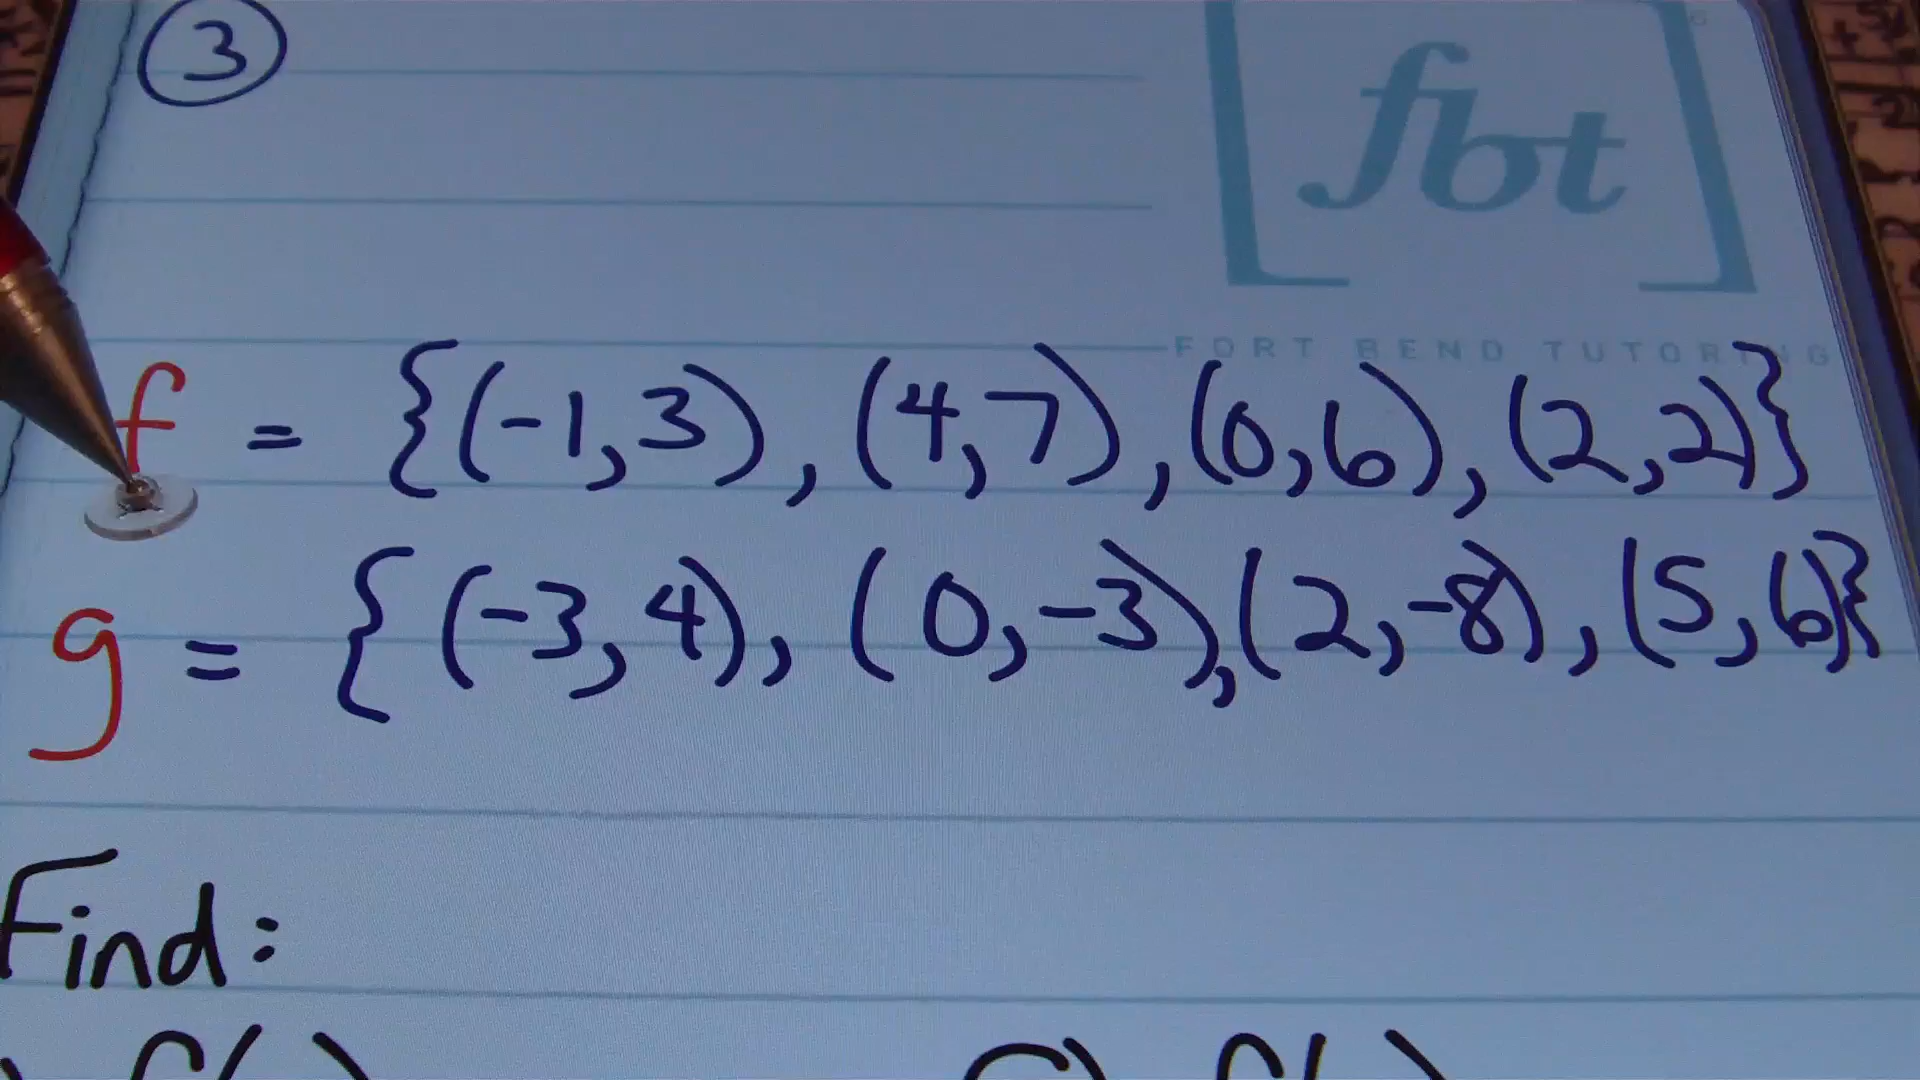 3
fbt
FORT BEND TUTORING
f = {(-1,3), (4,7), (0,6), (2,2)}
g = {(-3,4), (0,-3), (2,-8), (5,6)}
Find: